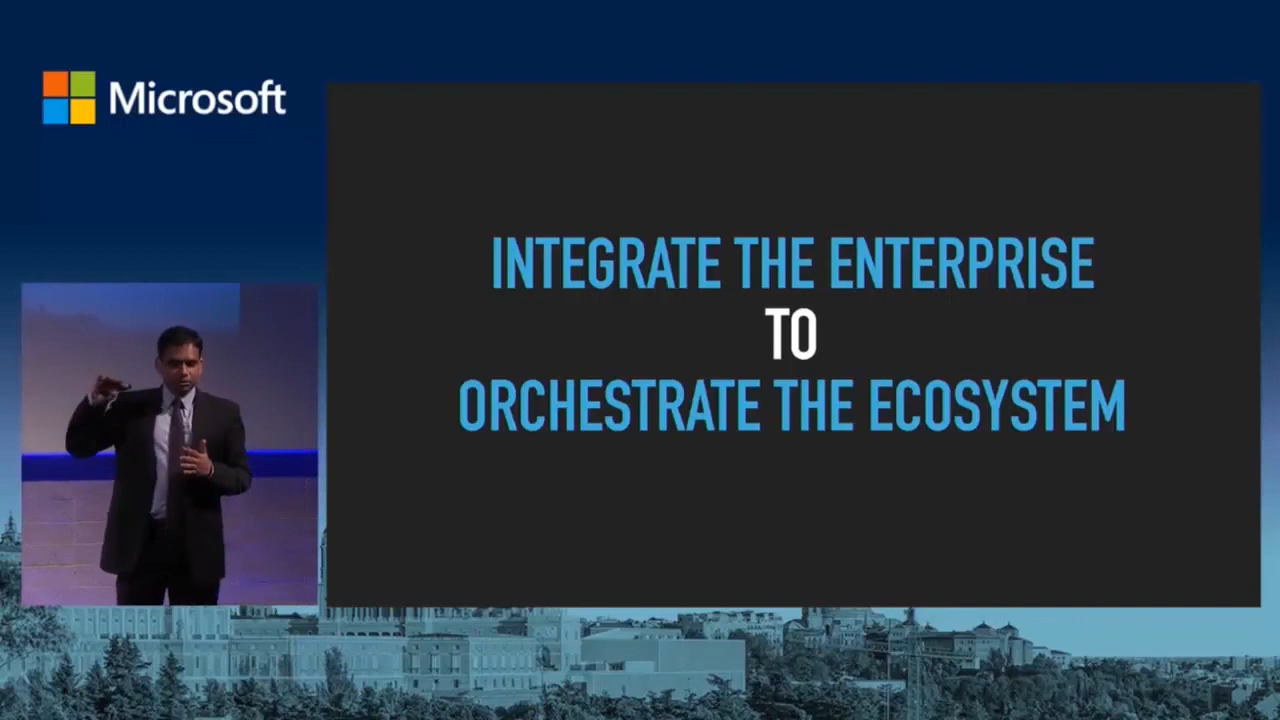 Microsoft
INTEGRATE THE ENTERPRISE
TO
ORCHESTRATE THE ECOSYSTEM